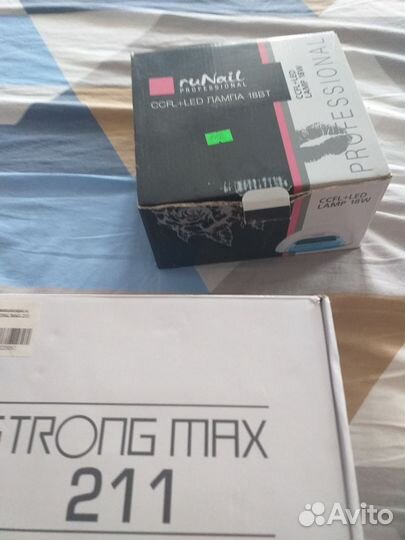 ruNail
PROFESSIONAL
CCFL+LED ЛАМПА 18ВТ
CCFL+LED
LAMP 18W
PROFESSIONAL
CCFL+LED
LAMP 18W
STRONG MAX
211
Avito